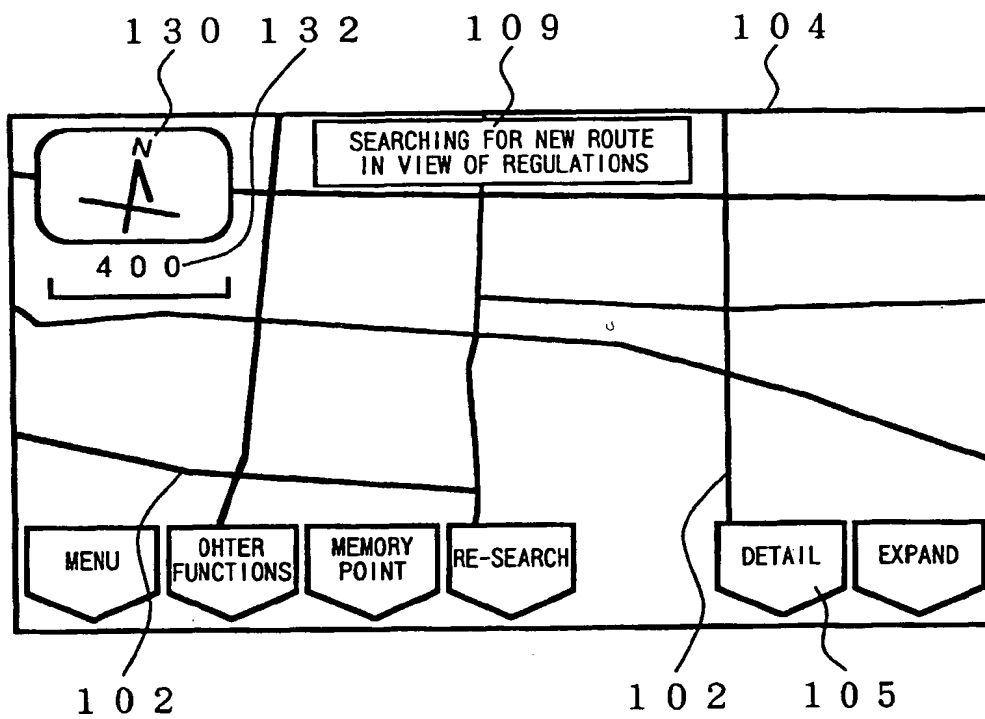 130 132 109 104
SEARCHING FOR NEW ROUTE
IN VIEW OF REGULATIONS
N
400
MENU
OHTER
FUNCTIONS
MEMORY
POINT
RE-SEARCH
DETAIL
EXPAND
102 102 105